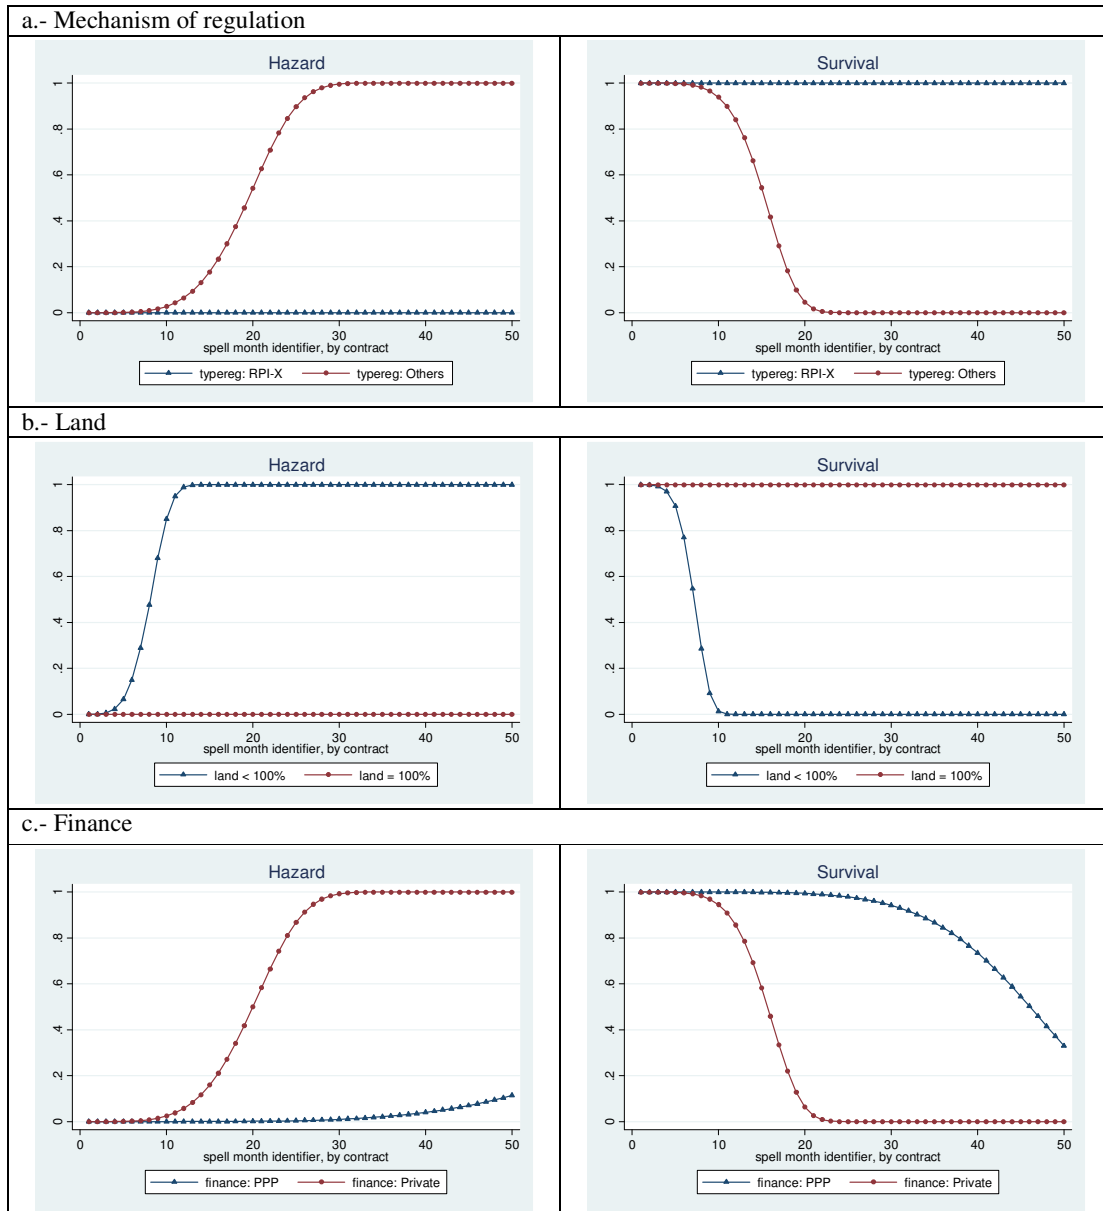 a.- Mechanism of regulation
Hazard
1
.8
.6
.4
.2
0
0 10 20 30 40 50
spell month identifier, by contract
typereg: RPI-X typereg: Others
Survival
1
.8
.6
.4
.2
0
0 10 20 30 40 50
spell month identifier, by contract
typereg: RPI-X typereg: Others
b.- Land
Hazard
1
.8
.6
.4
.2
0
0 10 20 30 40 50
spell month identifier, by contract
land < 100% land = 100%
Survival
1
.8
.6
.4
.2
0
0 10 20 30 40 50
spell month identifier, by contract
land < 100% land = 100%
c.- Finance
Hazard
1
.8
.6
.4
.2
0
0 10 20 30 40 50
spell month identifier, by contract
finance: PPP finance: Private
Survival
1
.8
.6
.4
.2
0
0 10 20 30 40 50
spell month identifier, by contract
finance: PPP finance: Private